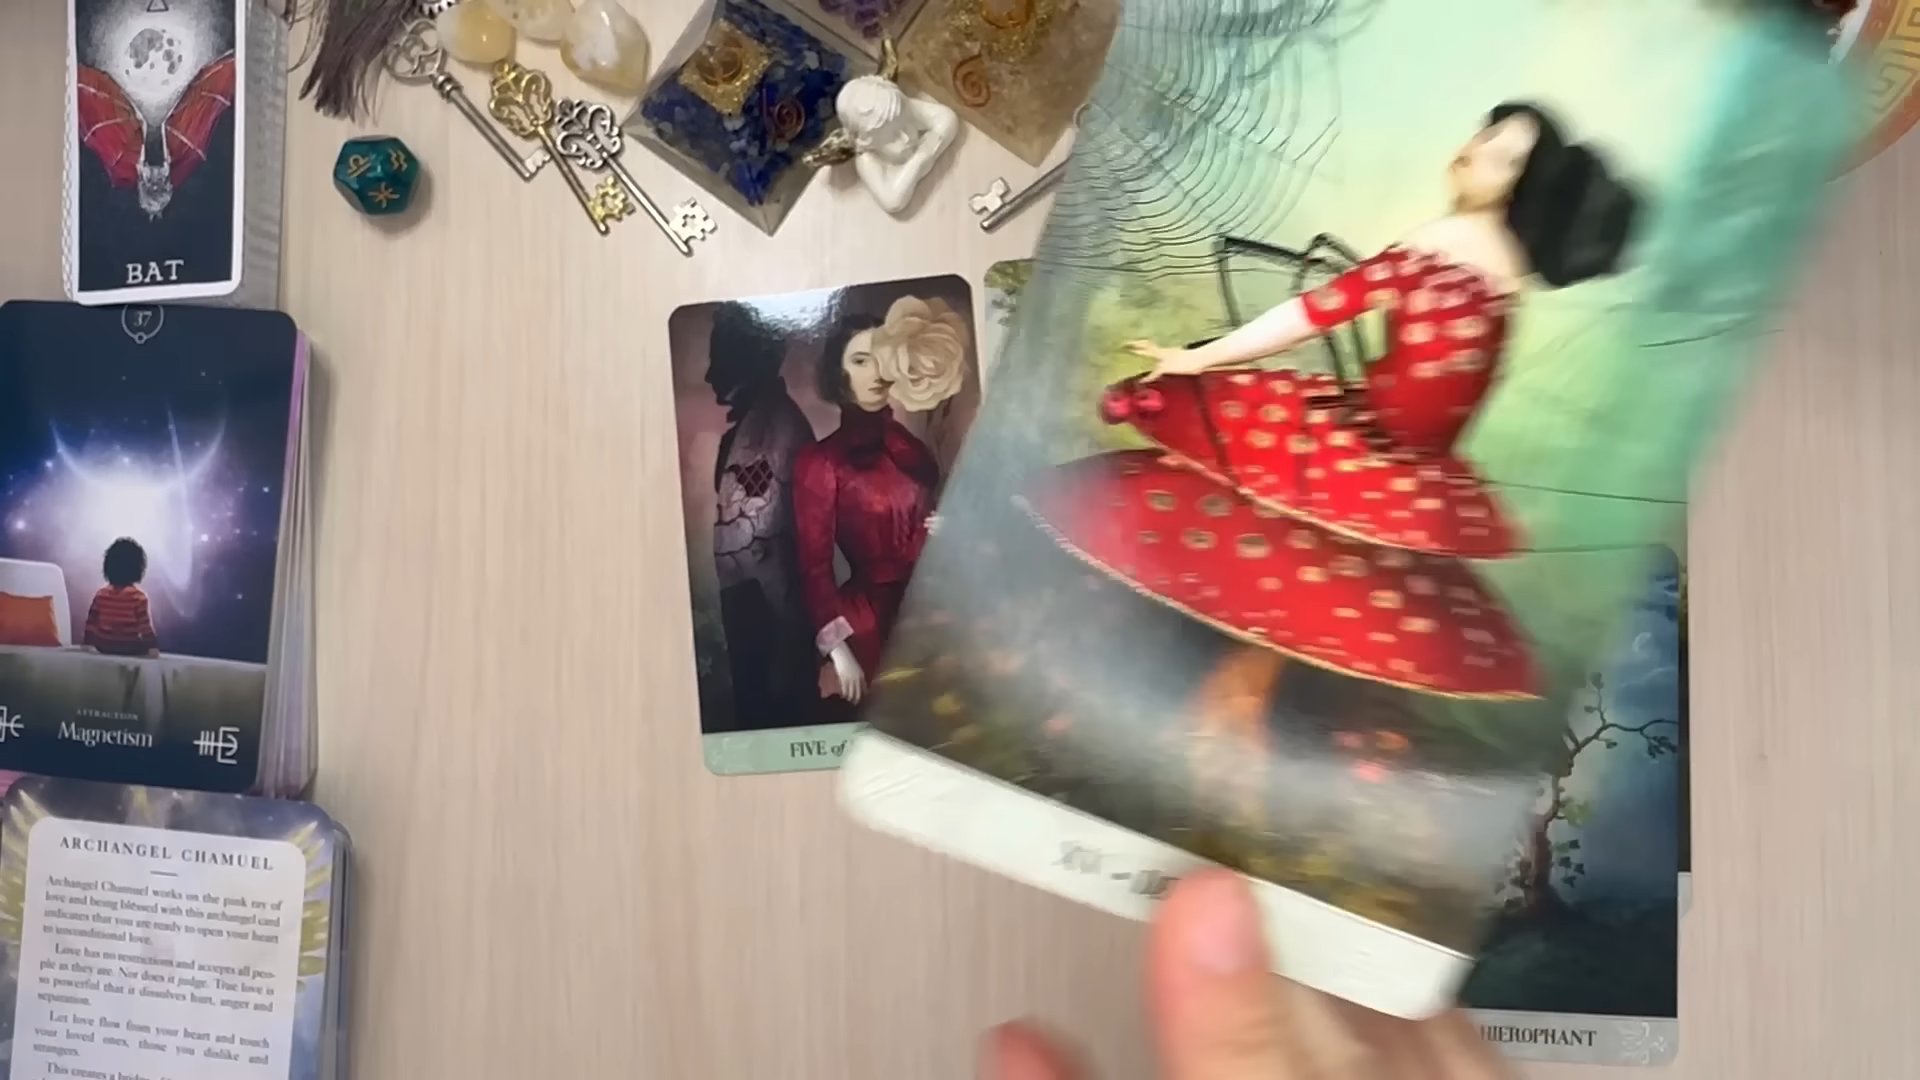 BAT
37
ATTRACTION
Magnetism
FIVE of
HIEROPHANT
ARCHANGEL CHAMUEL
Archangel Chamuel works on the pink ray of
love and being blessed with this archangel card
indicates that you are ready to open your heart
to unconditional love.
Love has no restrictions and accepts all peo-
ple as they are. Nor does it judge. True love is
so powerful that it dissolves hurt, anger and
separation.
Let love flow from your heart and touch
your loved ones, those you dislike and
strangers.
This creates a